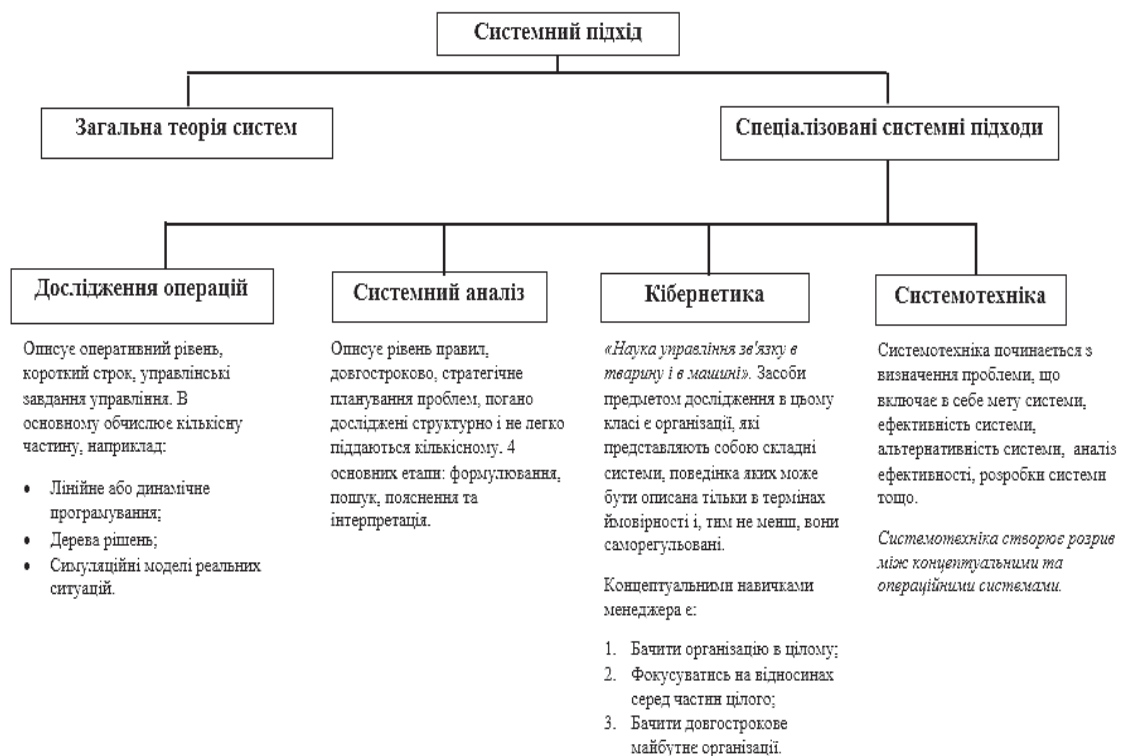 Системний підхід
Загальна теорія систем
Спеціалізовані системні підходи
Дослідження операцій
Описує оперативний рівень,
короткий строк, управлінські
завдання управління. В
основному обчислює кількісну
частину, наприклад:
• Лінійне або динамічне
програмування;
• Дерева рішень;
• Симуляційні моделі реальних
ситуацій.
Системний аналіз
Описує рівень правил,
довгостроково, стратегічне
планування проблем, погано
досліджені структурно і не легко
піддаються кількісному. 4
основних етапи: формулювання,
пошук, пояснення та
інтерпретація.
Кібернетика
«Наука управління зв'язку в
тварину і в машині». Засоби
предметом дослідження в цьому
класі є організації, які
представляють собою складні
системи, поведінка яких може
бути описана тільки в термінах
ймовірності і, тим не менш, вони
саморегульовані.
Концептуальними навичками
менеджера є:
1. Бачити організацію в цілому;
2. Фокусуватись на відносинах
серед частин цілого;
3. Бачити довгострокове
майбутнє організації.
Системотехніка
Системотехніка починається з
визначення проблеми, що
включає в себе мету системи,
ефективність системи,
альтернативність системи, аналіз
ефективності, розробки системи
тощо.
Системотехніка створює розрив
між концептуальними та
операційними системами.